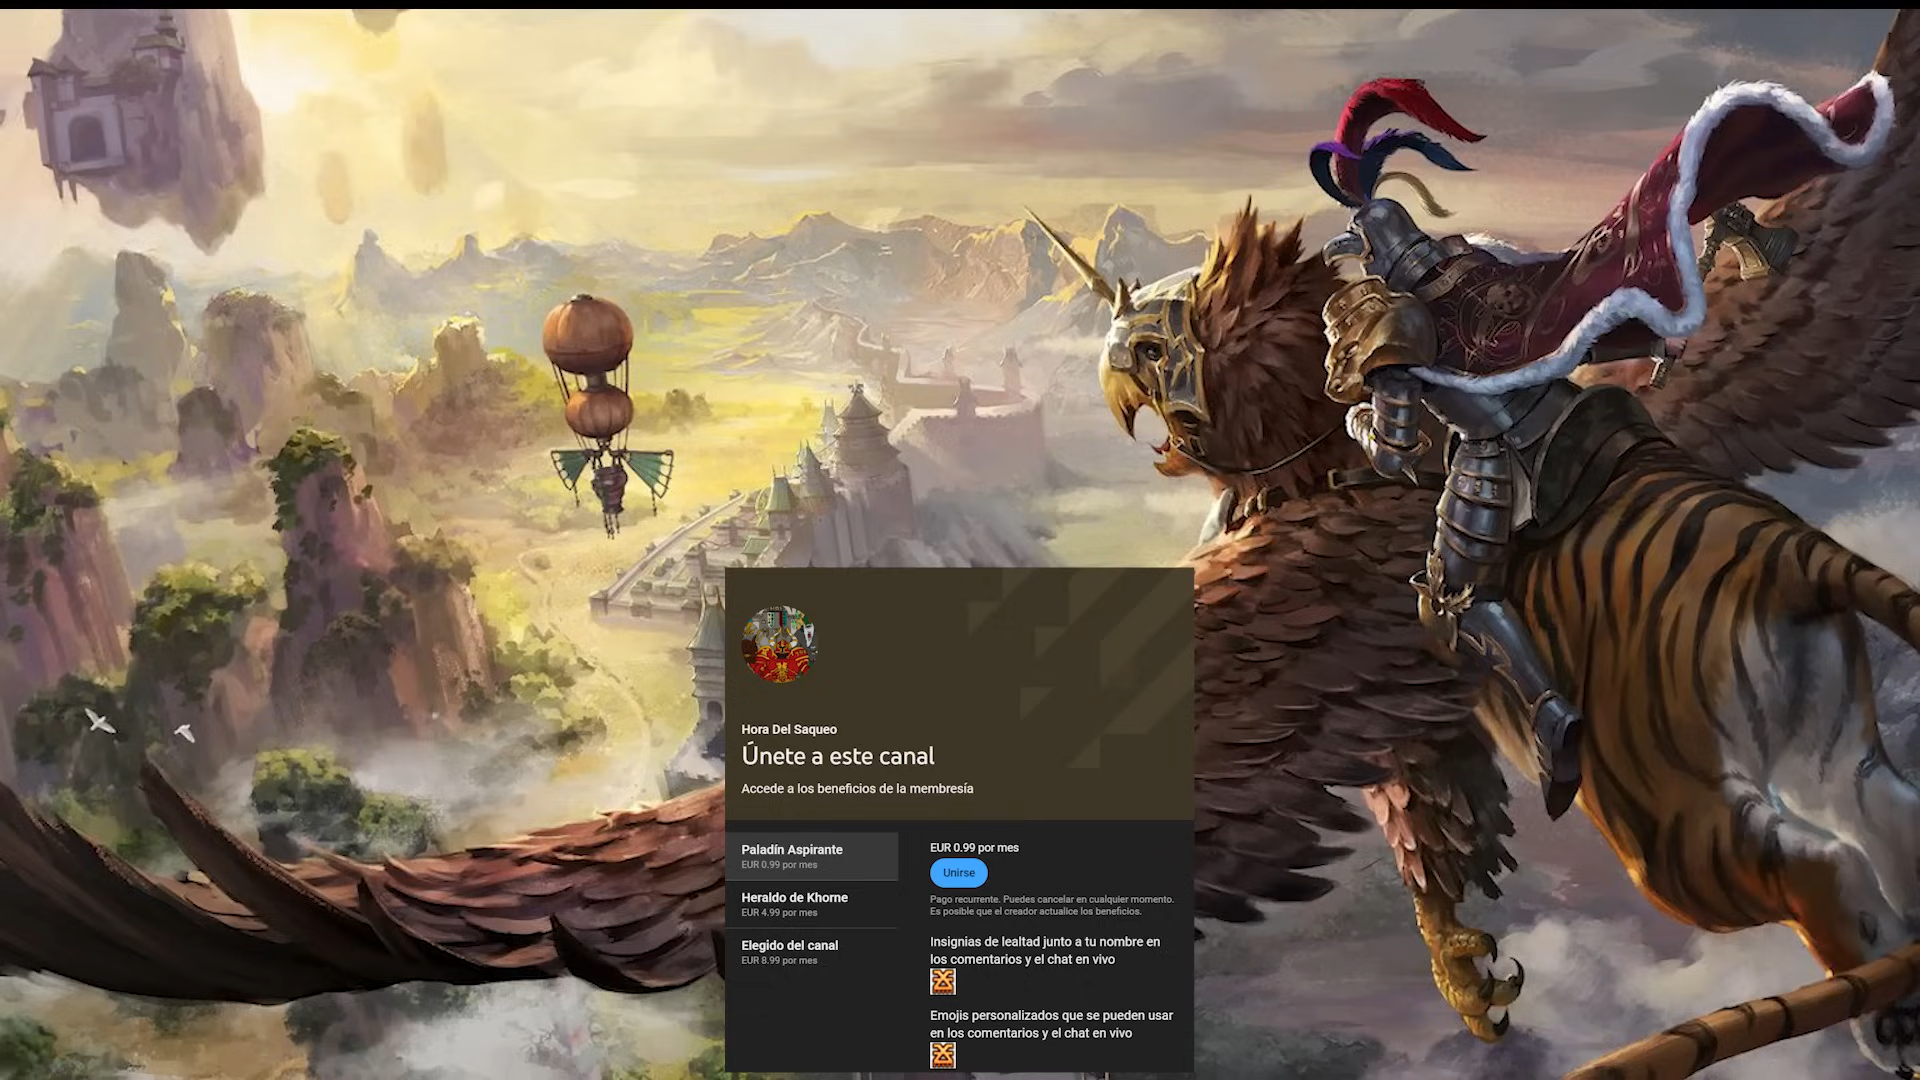 Hora Del Saqueo
Únete a este canal
Accede a los beneficios de la membresía
Paladín Aspirante
EUR 0.99 por mes
Heraldo de Khorne
EUR 4.99 por mes
Elegido del canal
EUR 8.99 por mes
EUR 0.99 por mes
Unirse
Pago recurrente. Puedes cancelar en cualquier momento.
Es posible que el creador actualice los beneficios.
Insignias de lealtad junto a tu nombre en
los comentarios y el chat en vivo
Emojis personalizados que se pueden usar
en los comentarios y el chat en vivo